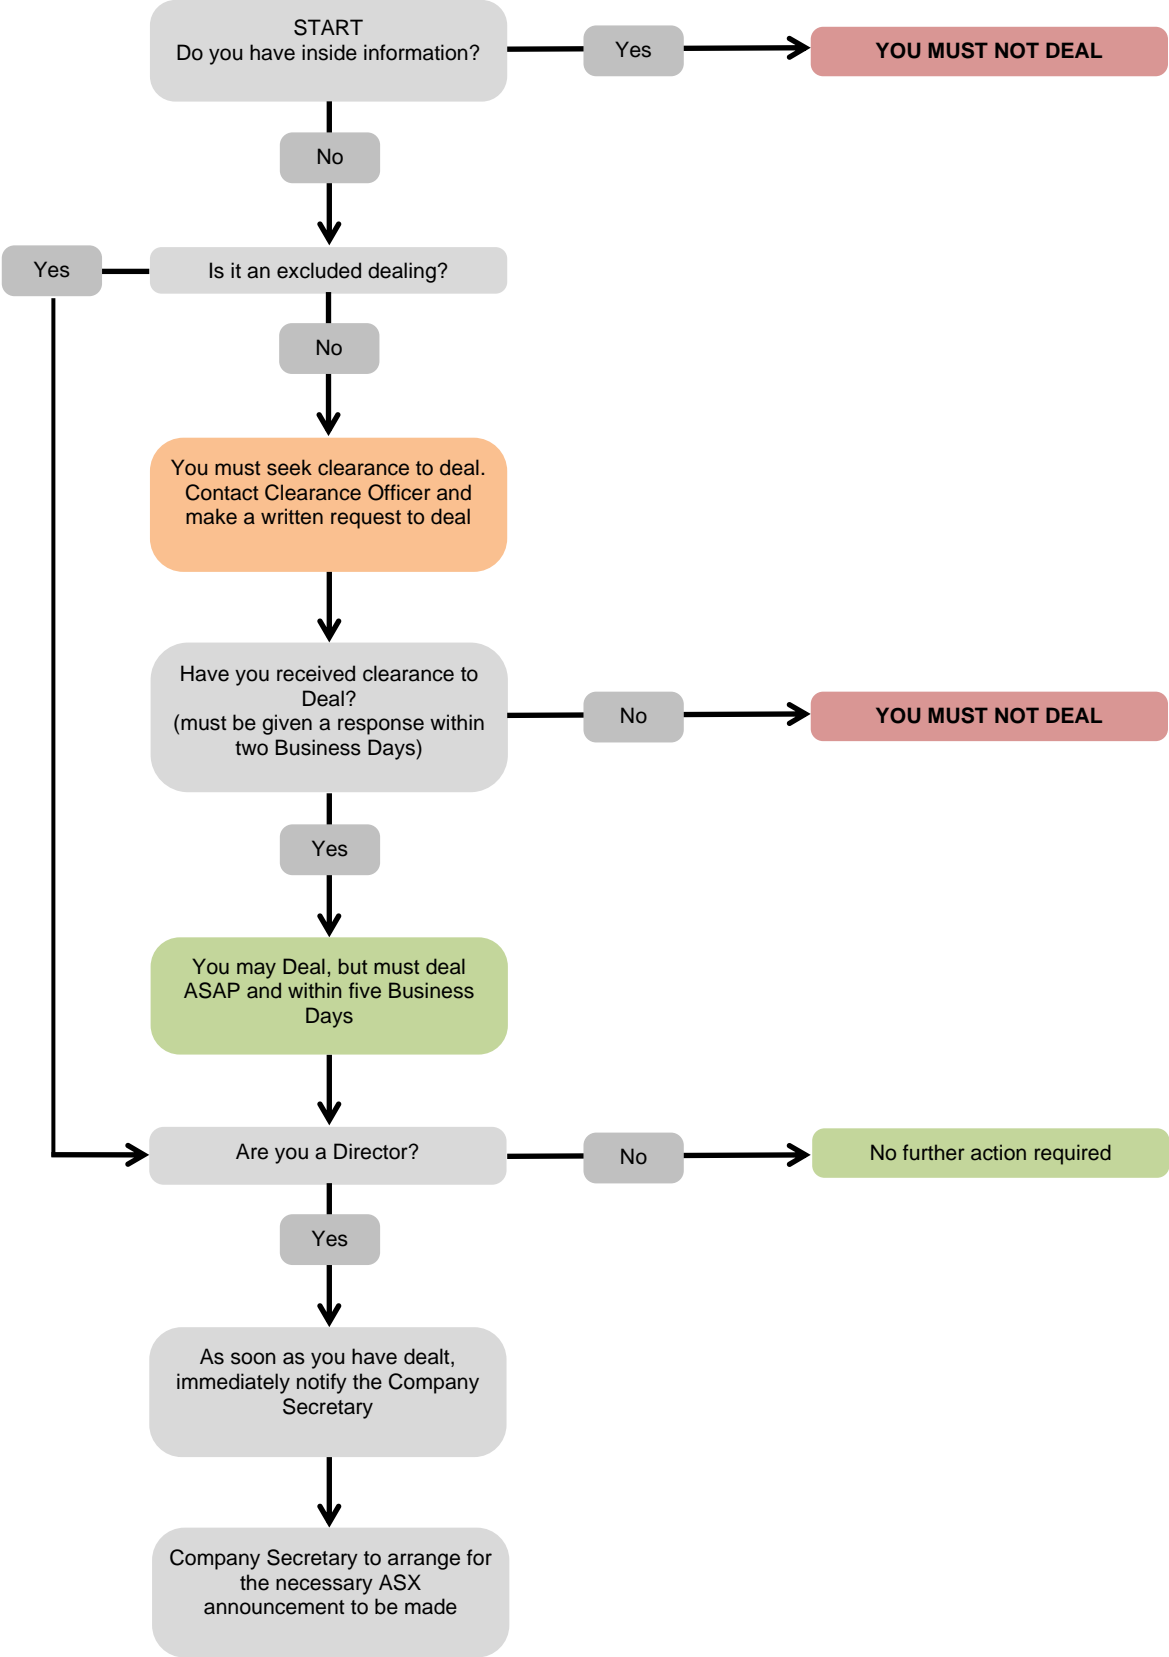 START
Do you have inside information?
Yes
YOU MUST NOT DEAL
No
Yes
Is it an excluded dealing?
No
You must seek clearance to deal.
Contact Clearance Officer and
make a written request to deal
Have you received clearance to
Deal?
(must be given a response within
two Business Days)
No
YOU MUST NOT DEAL
Yes
You may Deal, but must deal
ASAP and within five Business
Days
Are you a Director?
No
No further action required
Yes
As soon as you have dealt,
immediately notify the Company
Secretary
Company Secretary to arrange for
the necessary ASX
announcement to be made